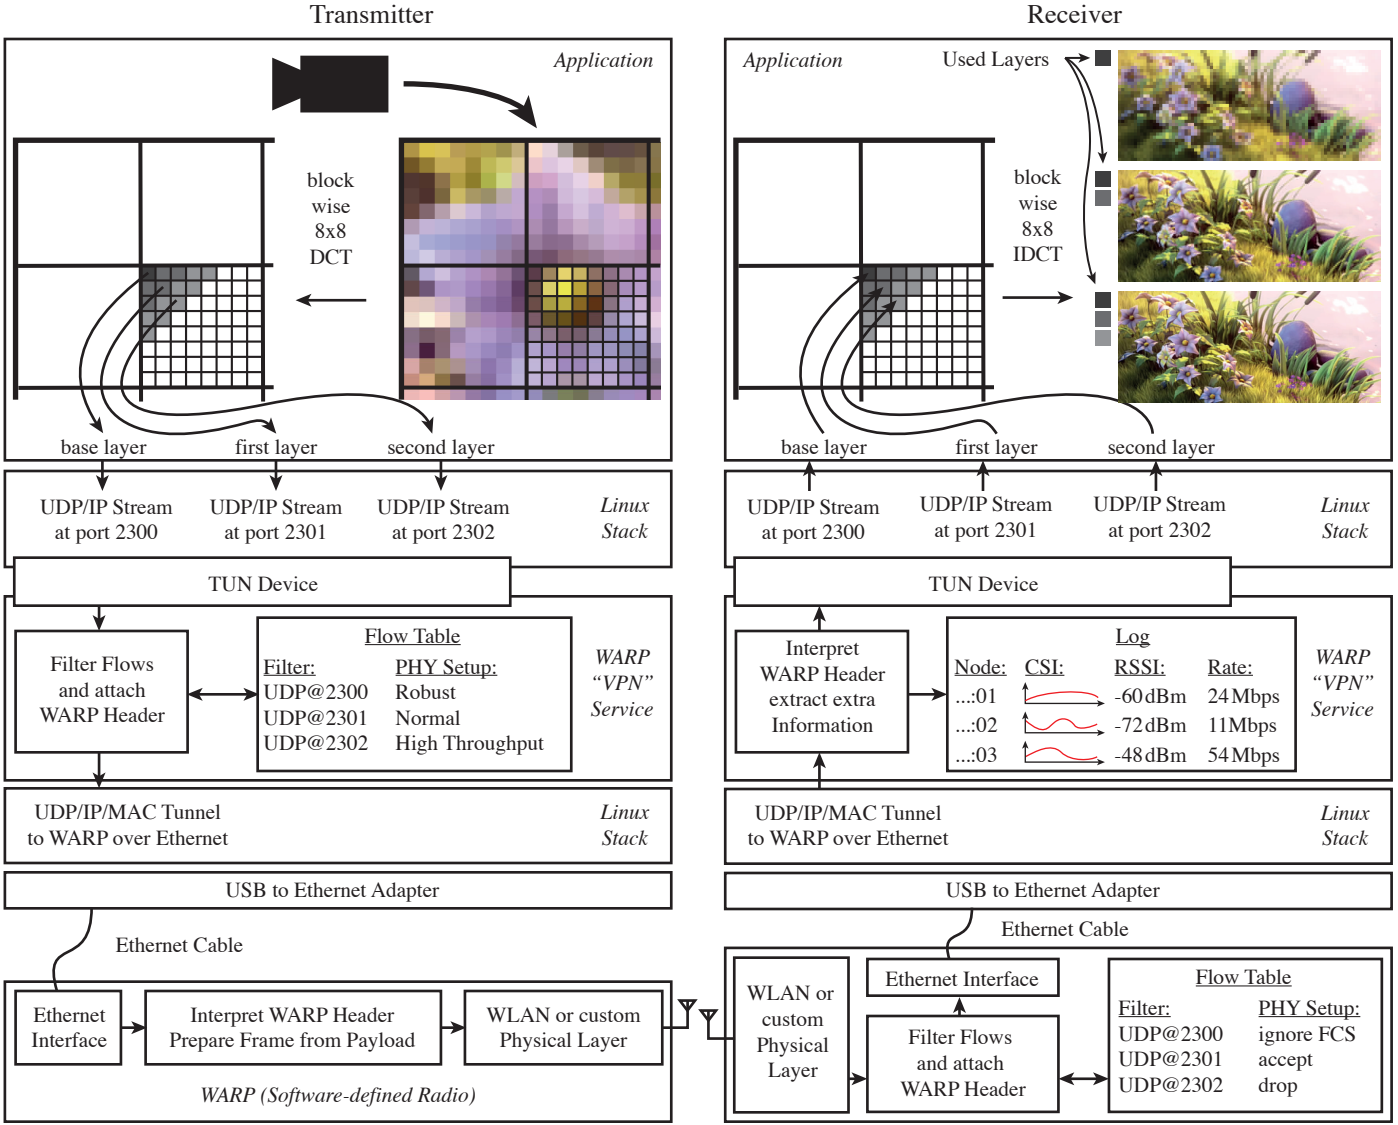 Transmitter
Application
block
wise
8x8
DCT
base layer
first layer
second layer
UDP/IP Stream
at port 2300
UDP/IP Stream
at port 2301
UDP/IP Stream
at port 2302
Linux
Stack
TUN Device
Filter Flows
and attach
WARP Header
Flow Table
Filter: PHY Setup:
UDP@2300 Robust
UDP@2301 Normal
UDP@2302 High Throughput
WARP
“VPN”
Service
UDP/IP/MAC Tunnel
to WARP over Ethernet
Linux
Stack
USB to Ethernet Adapter
Ethernet Cable
Ethernet
Interface
Interpret WARP Header
Prepare Frame from Payload
WLAN or custom
Physical Layer
WARP (Software-defined Radio)
Receiver
Application
Used Layers
block
wise
8x8
IDCT
base layer
first layer
second layer
UDP/IP Stream
at port 2300
UDP/IP Stream
at port 2301
UDP/IP Stream
at port 2302
Linux
Stack
TUN Device
Interpret
WARP Header
extract extra
Information
Log
Node: CSI: RSSI: Rate:
...:01 -60 dBm 24 Mbps
...:02 -72 dBm 11 Mbps
...:03 -48 dBm 54 Mbps
WARP
“VPN”
Service
UDP/IP/MAC Tunnel
to WARP over Ethernet
Linux
Stack
USB to Ethernet Adapter
Ethernet Cable
WLAN or
custom
Physical
Layer
Ethernet Interface
Filter Flows
and attach
WARP Header
Flow Table
Filter: PHY Setup:
UDP@2300 ignore FCS
UDP@2301 accept
UDP@2302 drop